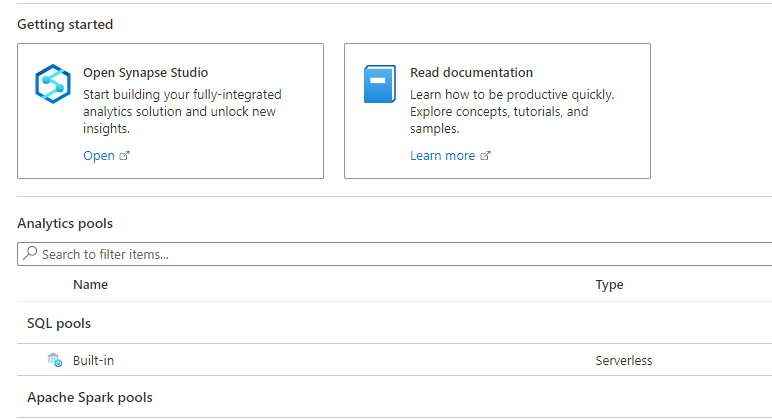 Getting started
Open Synapse Studio
Start building your fully-integrated
analytics solution and unlock new
insights.
Open
Read documentation
Learn how to be productive quickly.
Explore concepts, tutorials, and
samples.
Learn more
Analytics pools
Search to filter items...
Name Type
SQL pools
Built-in Serverless
Apache Spark pools